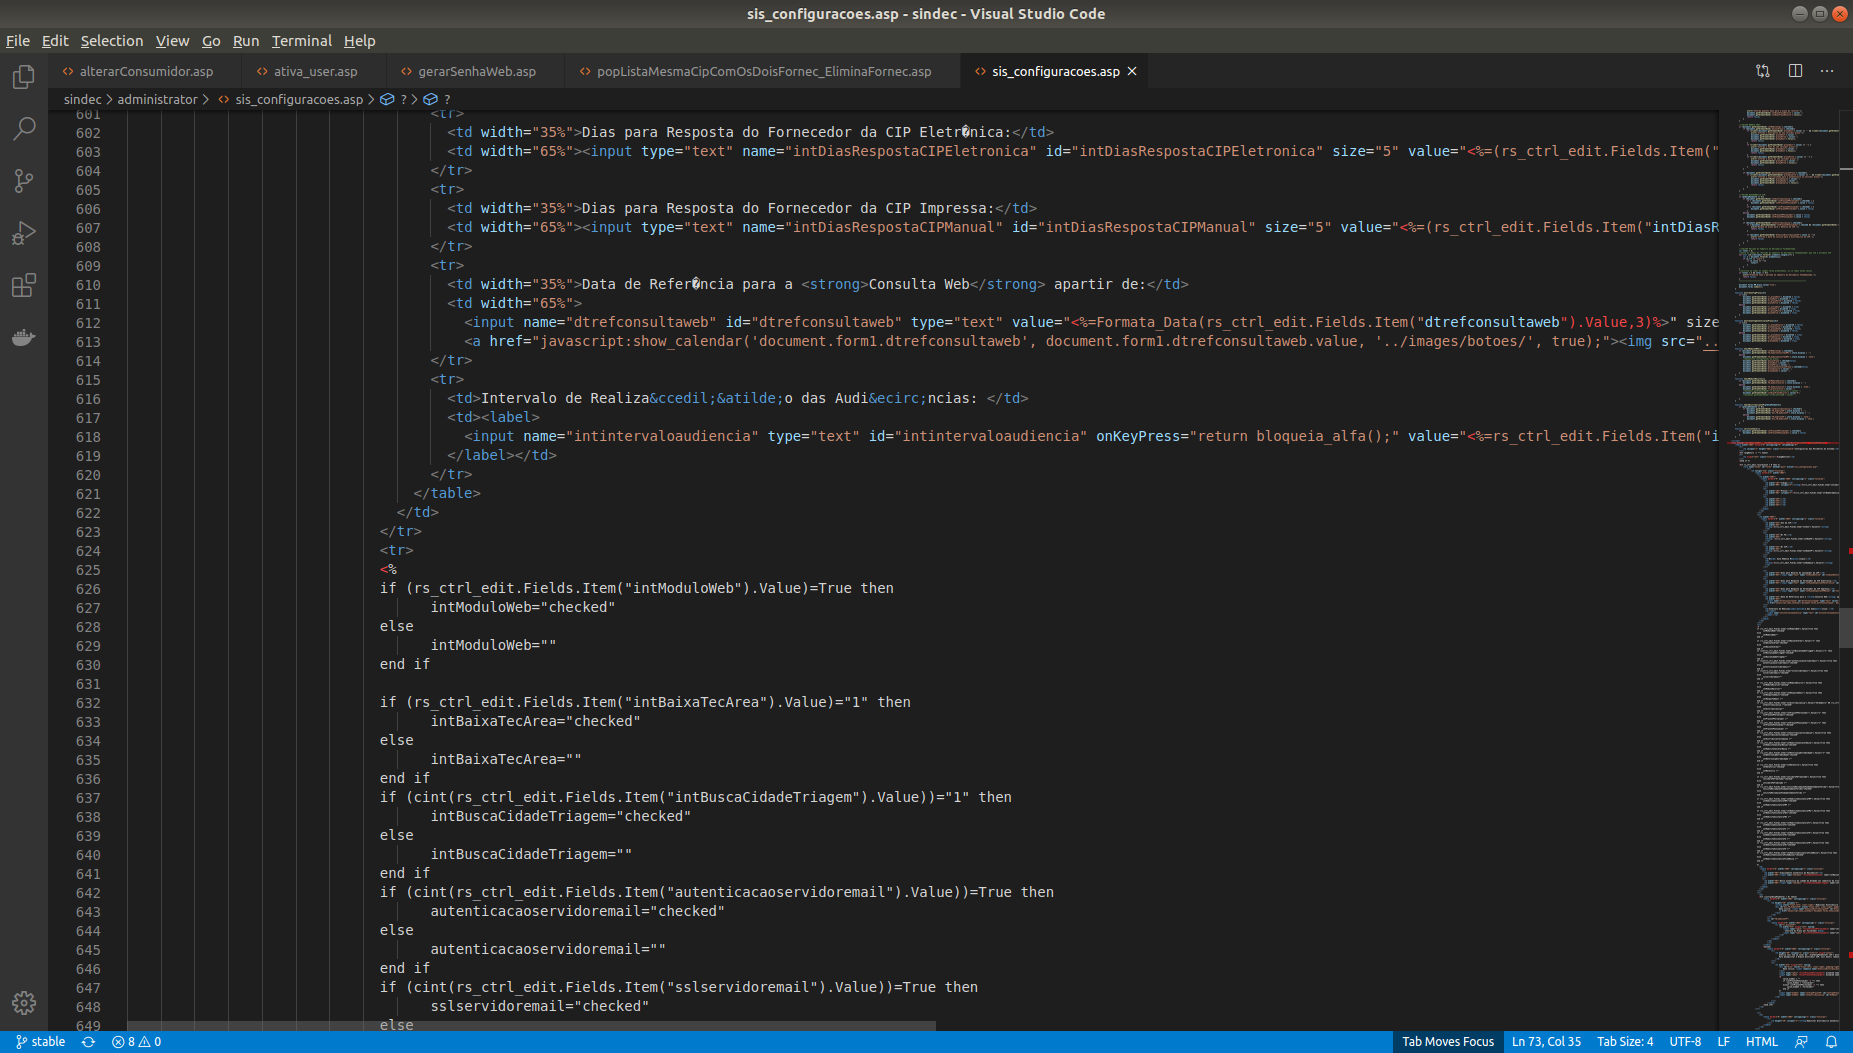 sis_configuracoes.asp - sindec - Visual Studio Code
File Edit Selection View Go Run Terminal Help
alterarConsumidor.asp ativa_user.asp gerarSenhaWeb.asp popListaMesmaCipComOsDoisFornec_EliminaFornec.asp sis_configuracoes.asp
sindec > administrator > sis_configuracoes.asp > ? > ?
601 <tr>
602 <td width="35%">Dias para Resposta do Fornecedor da CIP Eletr�nica:</td>
603 <td width="65%"><input type="text" name="intDiasRespostaCIPEletronica" id="intDiasRespostaCIPEletronica" size="5" value="<%=(rs_ctrl_edit.Fields.Item("
604 </tr>
605 <tr>
606 <td width="35%">Dias para Resposta do Fornecedor da CIP Impressa:</td>
607 <td width="65%"><input type="text" name="intDiasRespostaCIPManual" id="intDiasRespostaCIPManual" size="5" value="<%=(rs_ctrl_edit.Fields.Item("intDiasR
608 </tr>
609 <tr>
610 <td width="35%">Data de Refer�ncia para a <strong>Consulta Web</strong> apartir de:</td>
611 <td width="65%">
612 <input name="dtrefconsultaweb" id="dtrefconsultaweb" type="text" value="<%=Formata_Data(rs_ctrl_edit.Fields.Item("dtrefconsultaweb").Value,3)%>" size
613 <a href="javascript:show_calendar('document.form1.dtrefconsultaweb', document.form1.dtrefconsultaweb.value, '../images/botoes/', true);"><img src="..
614 </tr>
615 <tr>
616 <td>Intervalo de Realiza&ccedil;&atilde;o das Audi&ecirc;ncias: </td>
617 <td><label>
618 <input name="intintervaloaudiencia" type="text" id="intintervaloaudiencia" onKeyPress="return bloqueia_alfa();" value="<%=rs_ctrl_edit.Fields.Item("i
619 </label></td>
620 </tr>
621 </table>
622 </td>
623 </tr>
624 <tr>
625 <%
626 if (rs_ctrl_edit.Fields.Item("intModuloWeb").Value)=True then
627 intModuloWeb="checked"
628 else
629 intModuloWeb=""
630 end if
631
632 if (rs_ctrl_edit.Fields.Item("intBaixaTecArea").Value)="1" then
633 intBaixaTecArea="checked"
634 else
635 intBaixaTecArea=""
636 end if
637 if (cint(rs_ctrl_edit.Fields.Item("intBuscaCidadeTriagem").Value))="1" then
638 intBuscaCidadeTriagem="checked"
639 else
640 intBuscaCidadeTriagem=""
641 end if
642 if (cint(rs_ctrl_edit.Fields.Item("autenticacaoservidoremail").Value))=True then
643 autenticacaoservidoremail="checked"
644 else
645 autenticacaoservidoremail=""
646 end if
647 if (cint(rs_ctrl_edit.Fields.Item("sslservidoremail").Value))=True then
648 sslservidoremail="checked"
649 else
stable 8 0 Tab Moves Focus Ln 73, Col 35 Tab Size: 4 UTF-8 LF HTML